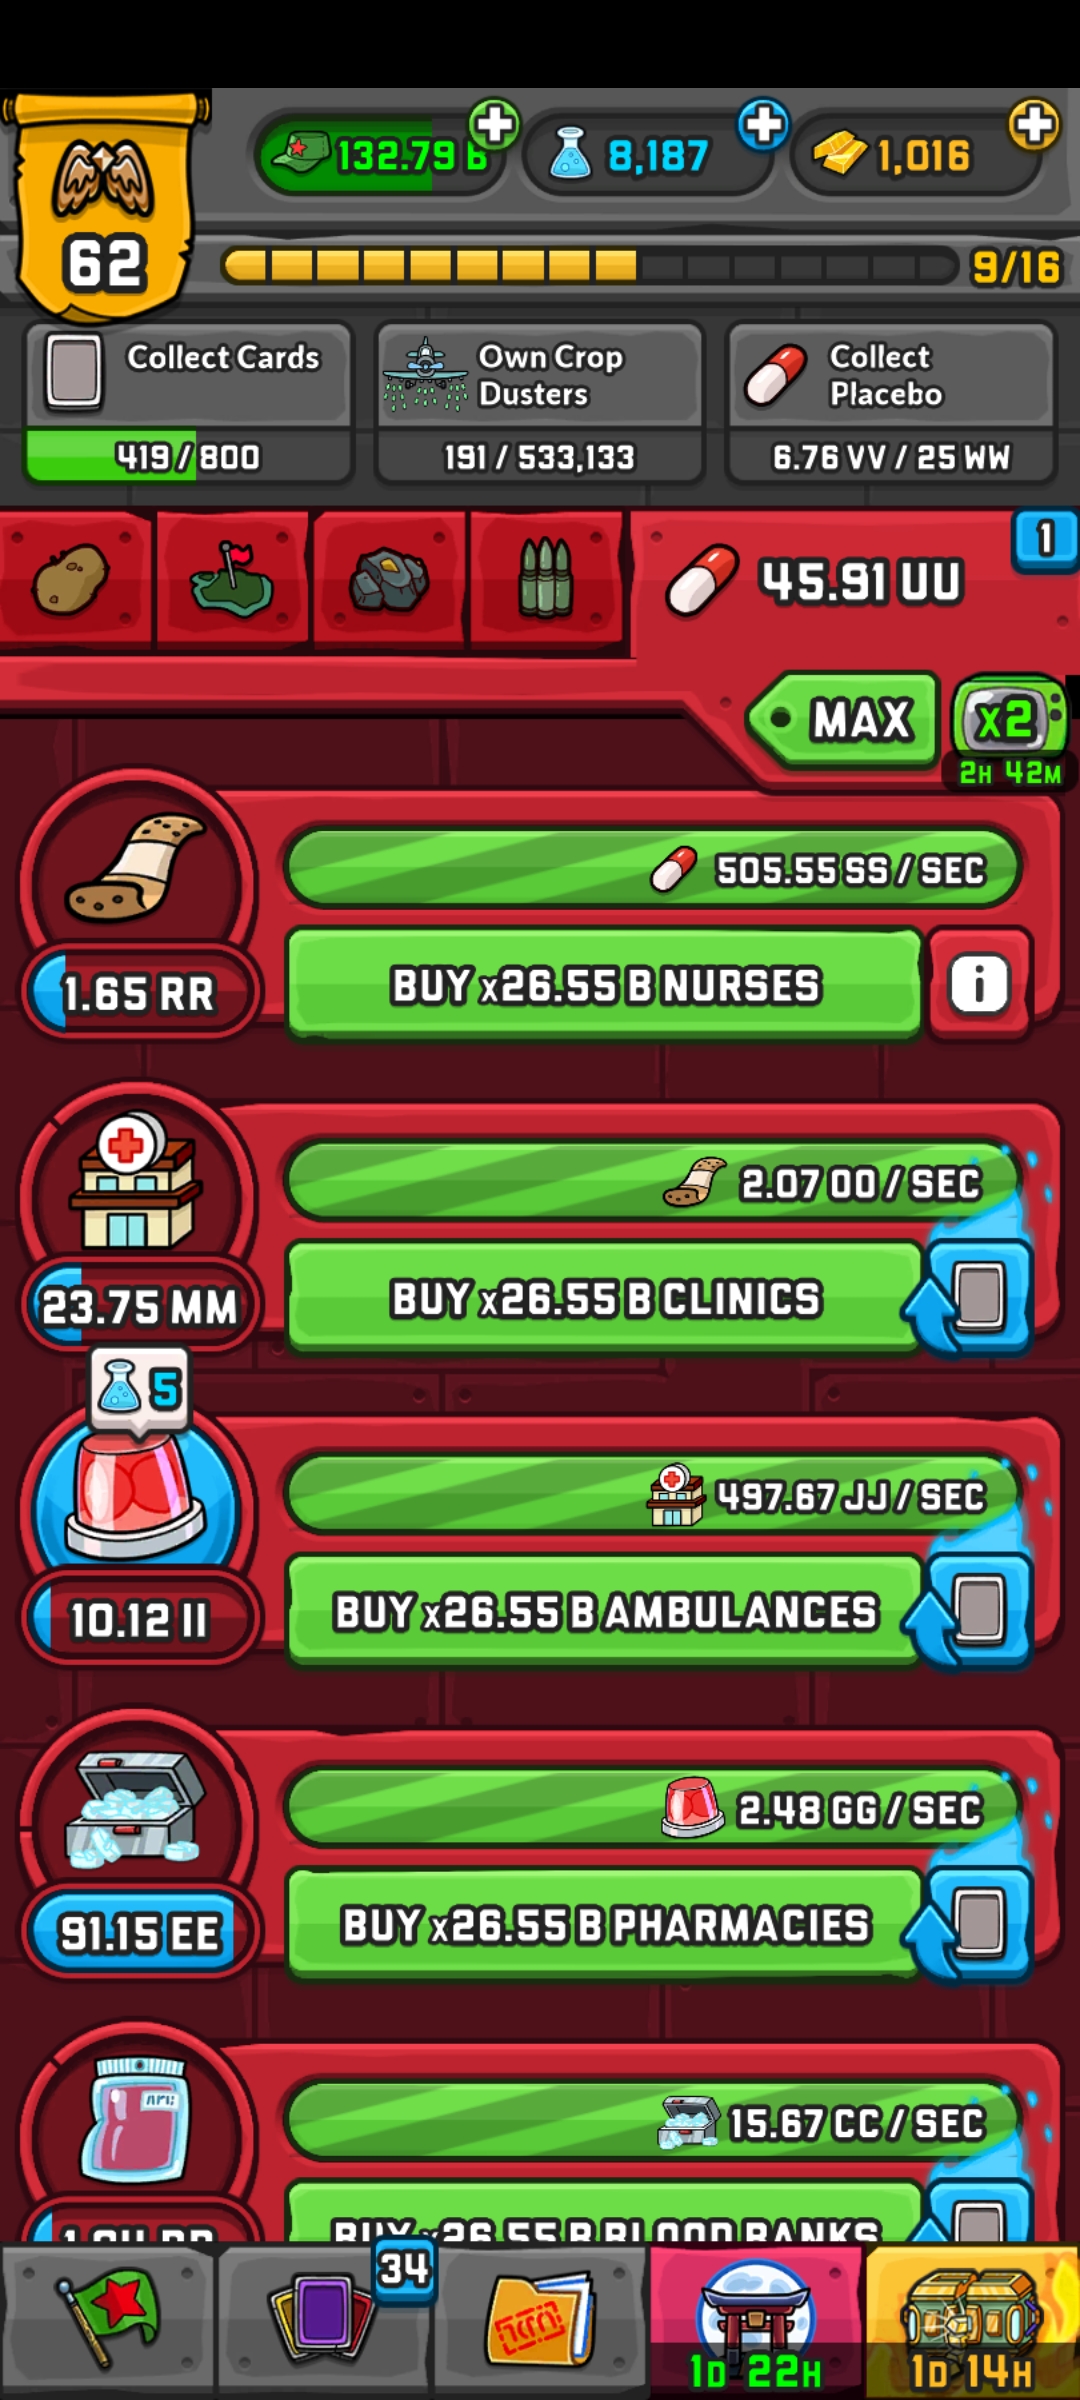 62
132.79 B
8,187
1,016
9/16
Collect Cards
419 / 800
Own Crop
Dusters
191 / 533,133
Collect
Placebo
6.76 VV / 25 WW
45.91 UU
1
MAX
x2
2H 42M
505.55 SS / SEC
1.65 RR
BUY x26.55 B NURSES
i
2.07 OO / SEC
23.75 MM
BUY x26.55 B CLINICS
5
497.67 JJ / SEC
10.12 II
BUY x26.55 B AMBULANCES
2.48 GG / SEC
91.15 EE
BUY x26.55 B PHARMACIES
15.67 CC / SEC
BUY x26.55 B BLOOD BANKS
34
1D 22H
1D 14H